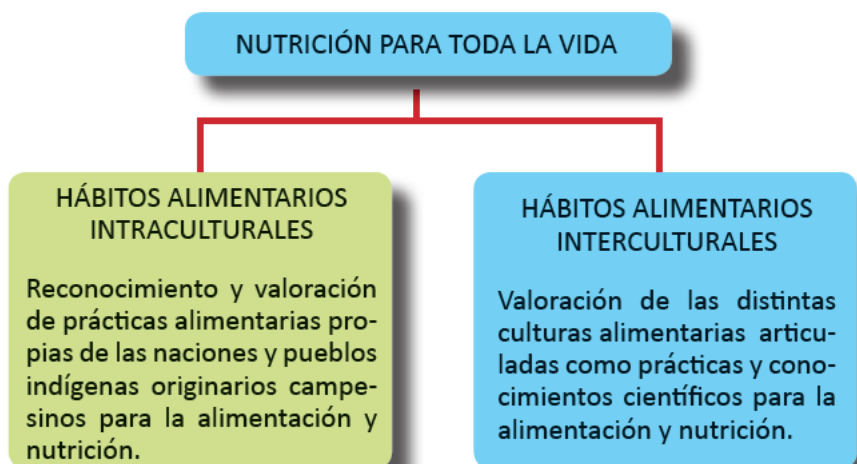 NUTRICIÓN PARA TODA LA VIDA
HÁBITOS ALIMENTARIOS
INTRACULTURALES
Reconocimiento y valoración
de prácticas alimentarias pro-
pias de las naciones y pueblos
indígenas originarios campe-
sinos para la alimentación y
nutrición.
HÁBITOS ALIMENTARIOS
INTERCULTURALES
Valoración de las distintas
culturas alimentarias articu-
ladas como prácticas y cono-
cimientos científicos para la
alimentación y nutrición.